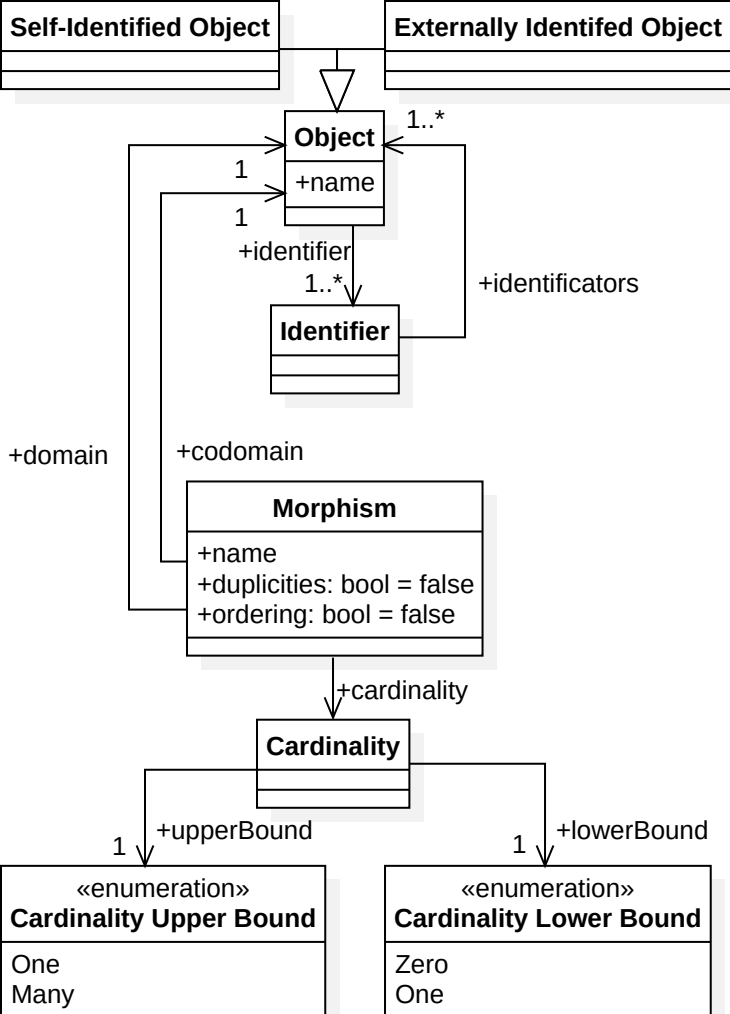 Self-Identified Object
Externally Identifed Object
Object
1..*
1
+name
1
+identifier
1..*
+identificators
Identifier
+domain
+codomain
Morphism
+name
+duplicities: bool = false
+ordering: bool = false
+cardinality
Cardinality
+upperBound
1
+lowerBound
1
«enumeration»
Cardinality Upper Bound
One
Many
«enumeration»
Cardinality Lower Bound
Zero
One